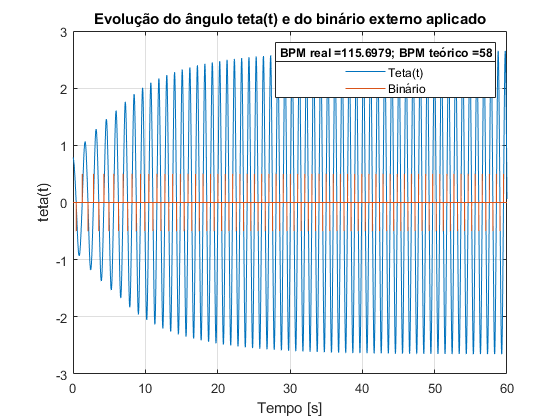 Evolução do ângulo teta(t) e do binário externo aplicado
BPM real =115.6979; BPM teórico =58
Teta(t)
Binário
teta(t)
3
2
1
0
-1
-2
-3
0 10 20 30 40 50 60
Tempo [s]